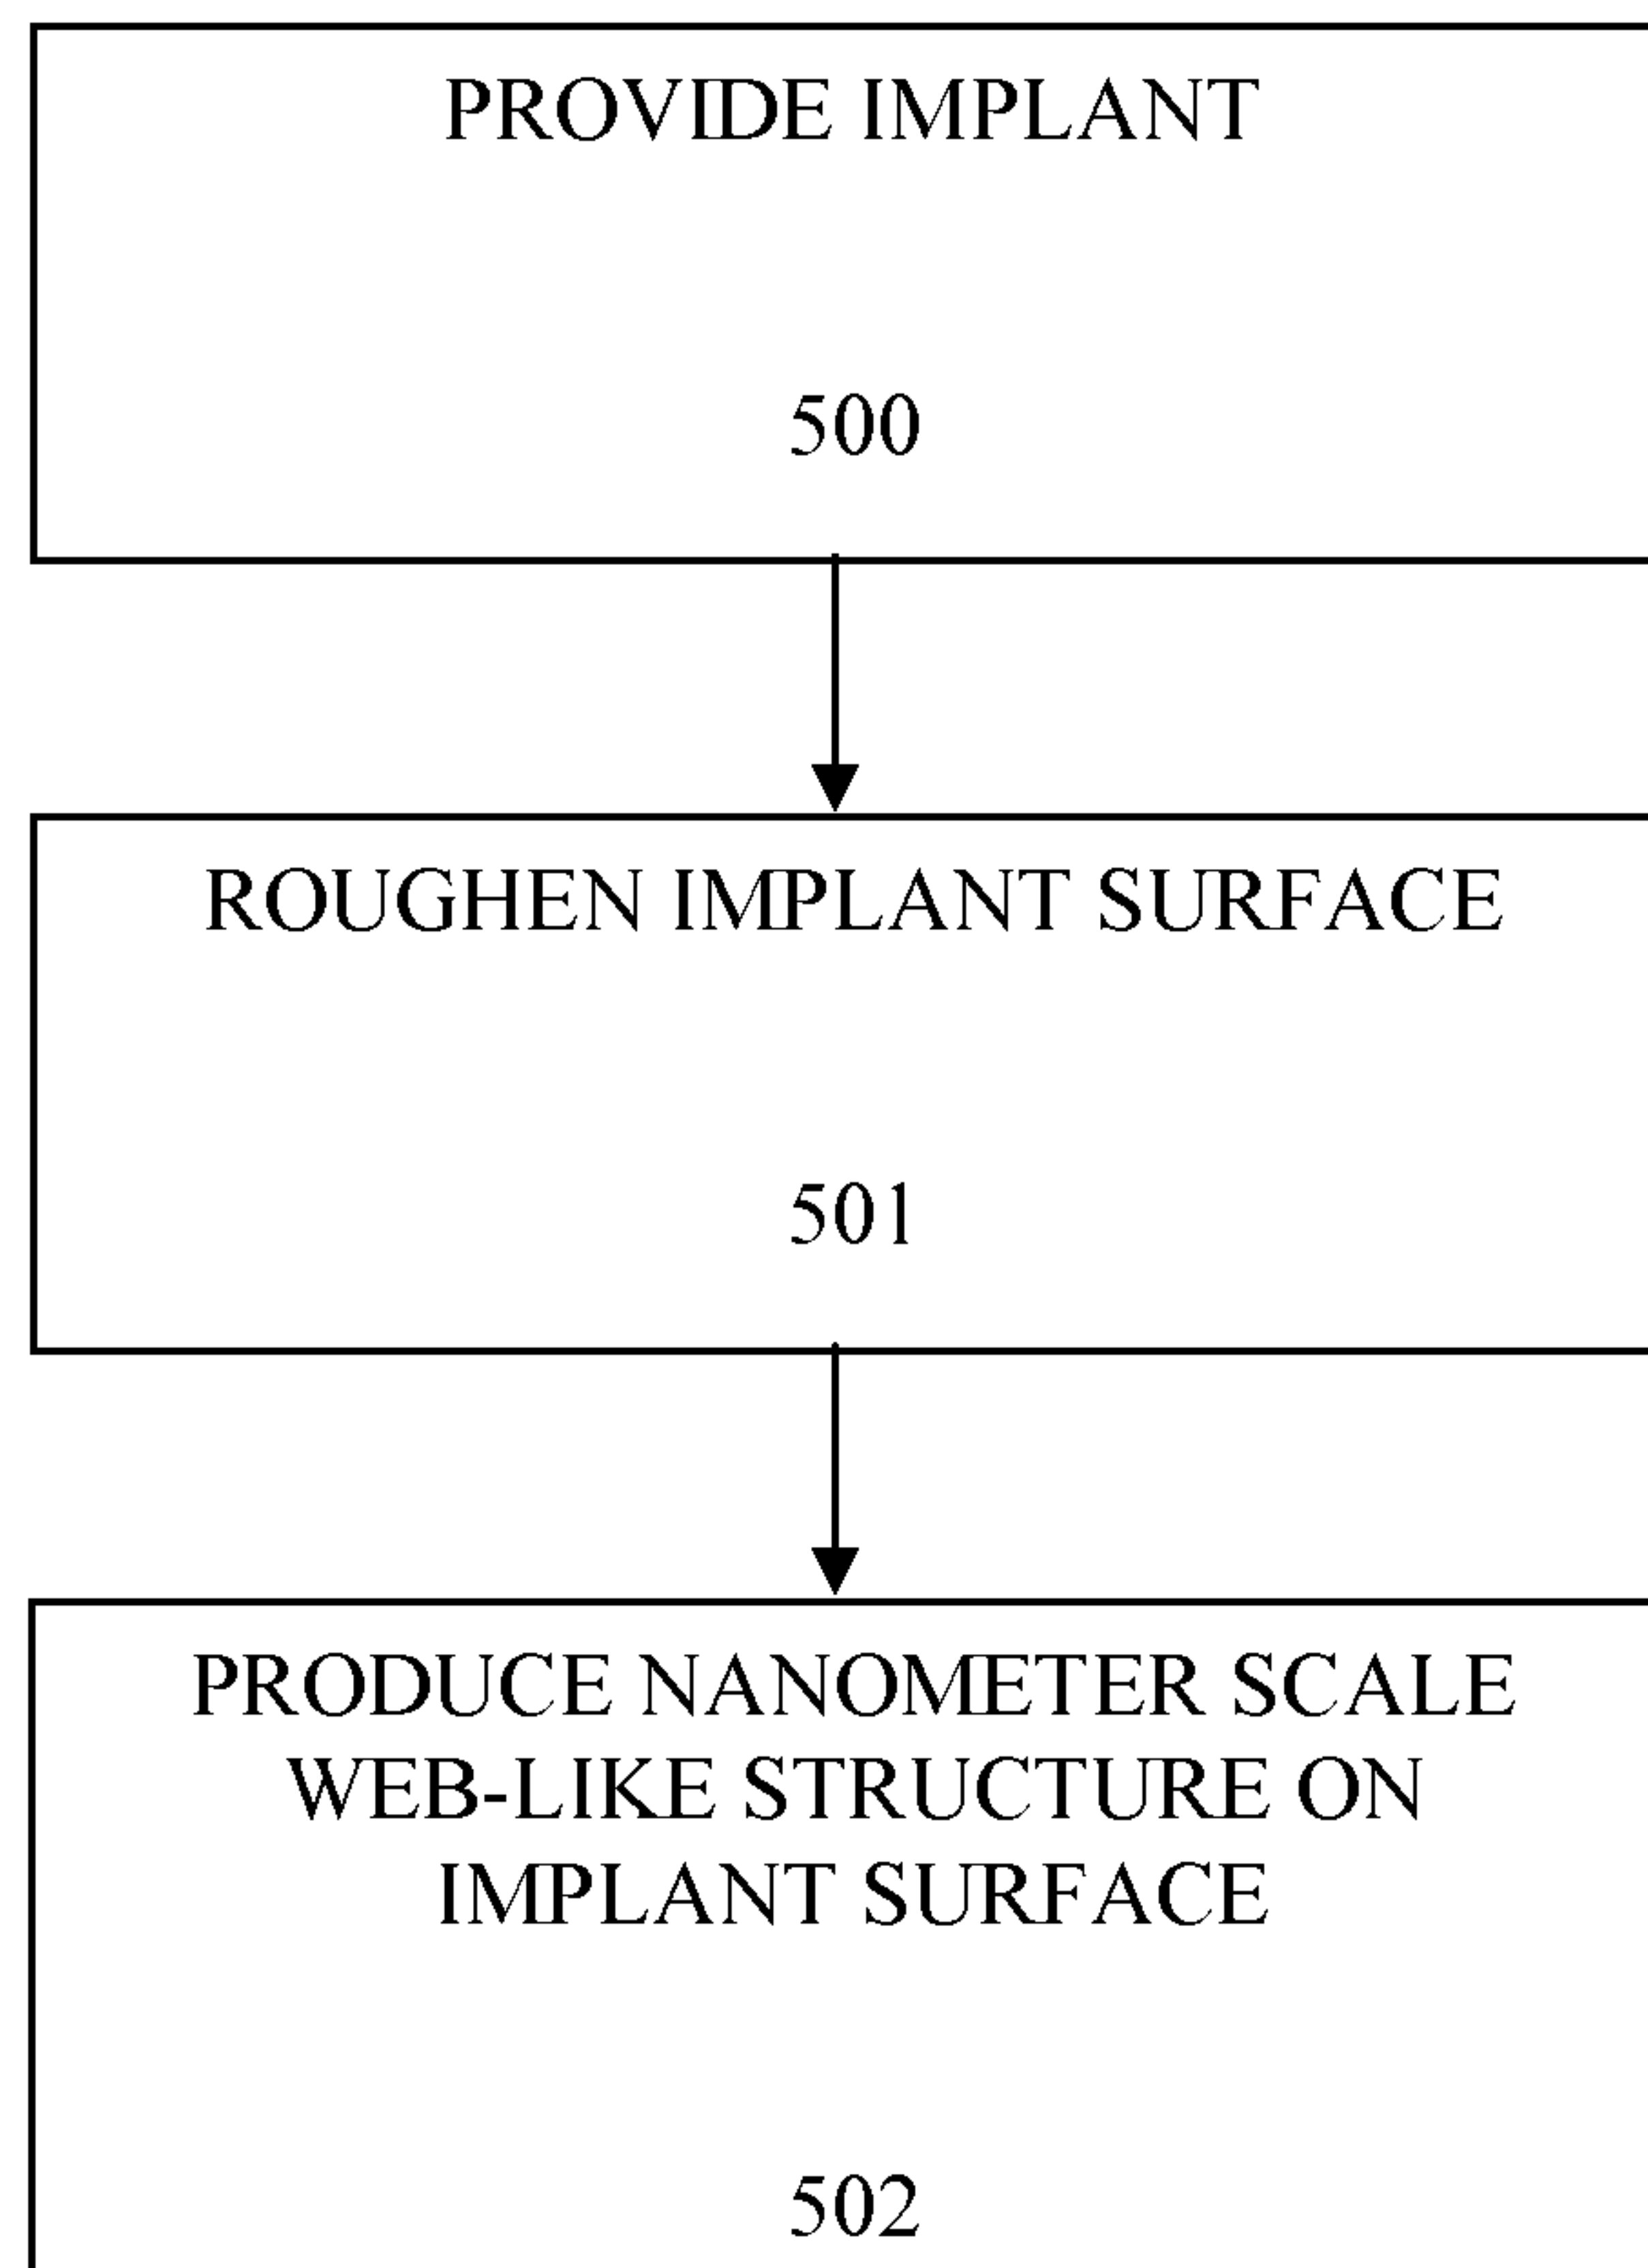 PROVIDE IMPLANT
500
ROUGHEN IMPLANT SURFACE
501
PRODUCE NANOMETER SCALE
WEB-LIKE STRUCTURE ON
IMPLANT SURFACE
502